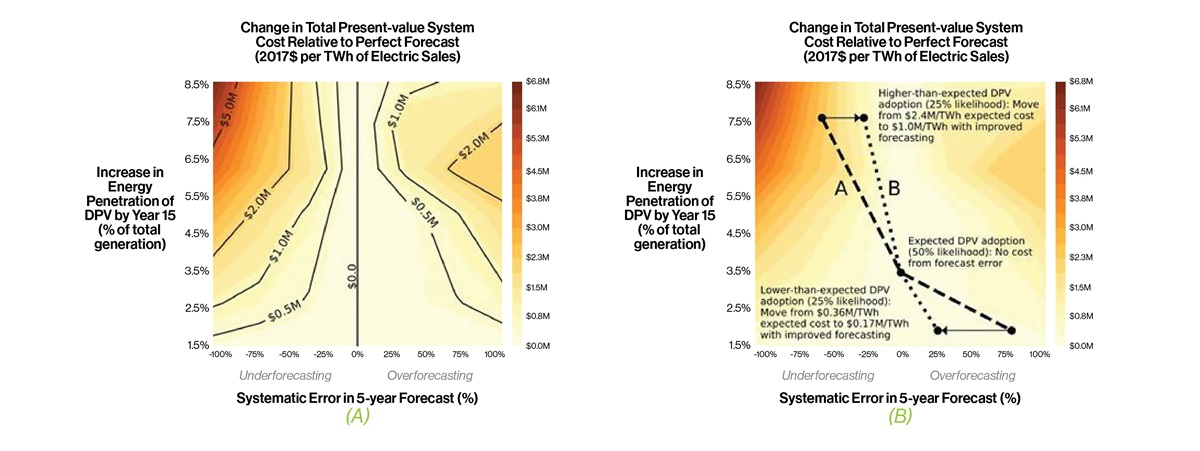 Change in Total Present-value System
Cost Relative to Perfect Forecast
(2017$ per TWh of Electric Sales)
8.5%
7.5%
6.5%
5.5%
4.5%
3.5%
2.5%
1.5%
Increase in
Energy
Penetration of
DPV by Year 15
(% of total
generation)
$5.0M
$2.0M
$1.0M
$0.5M
$0.0
$1.0M
$0.5M
$2.0M
$6.8M
$6.1M
$5.3M
$4.5M
$3.8M
$3.0M
$2.3M
$1.5M
$0.8M
$0.0M
-100%
-75%
-50%
-25%
0%
25%
50%
75%
100%
Underforecasting
Overforecasting
Systematic Error in 5-year Forecast (%)
(A)
Change in Total Present-value System
Cost Relative to Perfect Forecast
(2017$ per TWh of Electric Sales)
8.5%
7.5%
6.5%
5.5%
4.5%
3.5%
2.5%
1.5%
Increase in
Energy
Penetration of
DPV by Year 15
(% of total
generation)
Higher-than-expected DPV
adoption (25% likelihood): Move
from $2.4M/TWh expected cost
to $1.0M/TWh with improved
forecasting
A
B
Expected DPV adoption
(50% likelihood): No cost
from forecast error
Lower-than-expected DPV
adoption (25% likelihood):
Move from $0.36M/TWh
expected cost to $0.17M/TWh
with improved forecasting
$6.8M
$6.1M
$5.3M
$4.5M
$3.8M
$3.0M
$2.3M
$1.5M
$0.8M
$0.0M
-100%
-75%
-50%
-25%
0%
25%
50%
75%
100%
Underforecasting
Overforecasting
Systematic Error in 5-year Forecast (%)
(B)